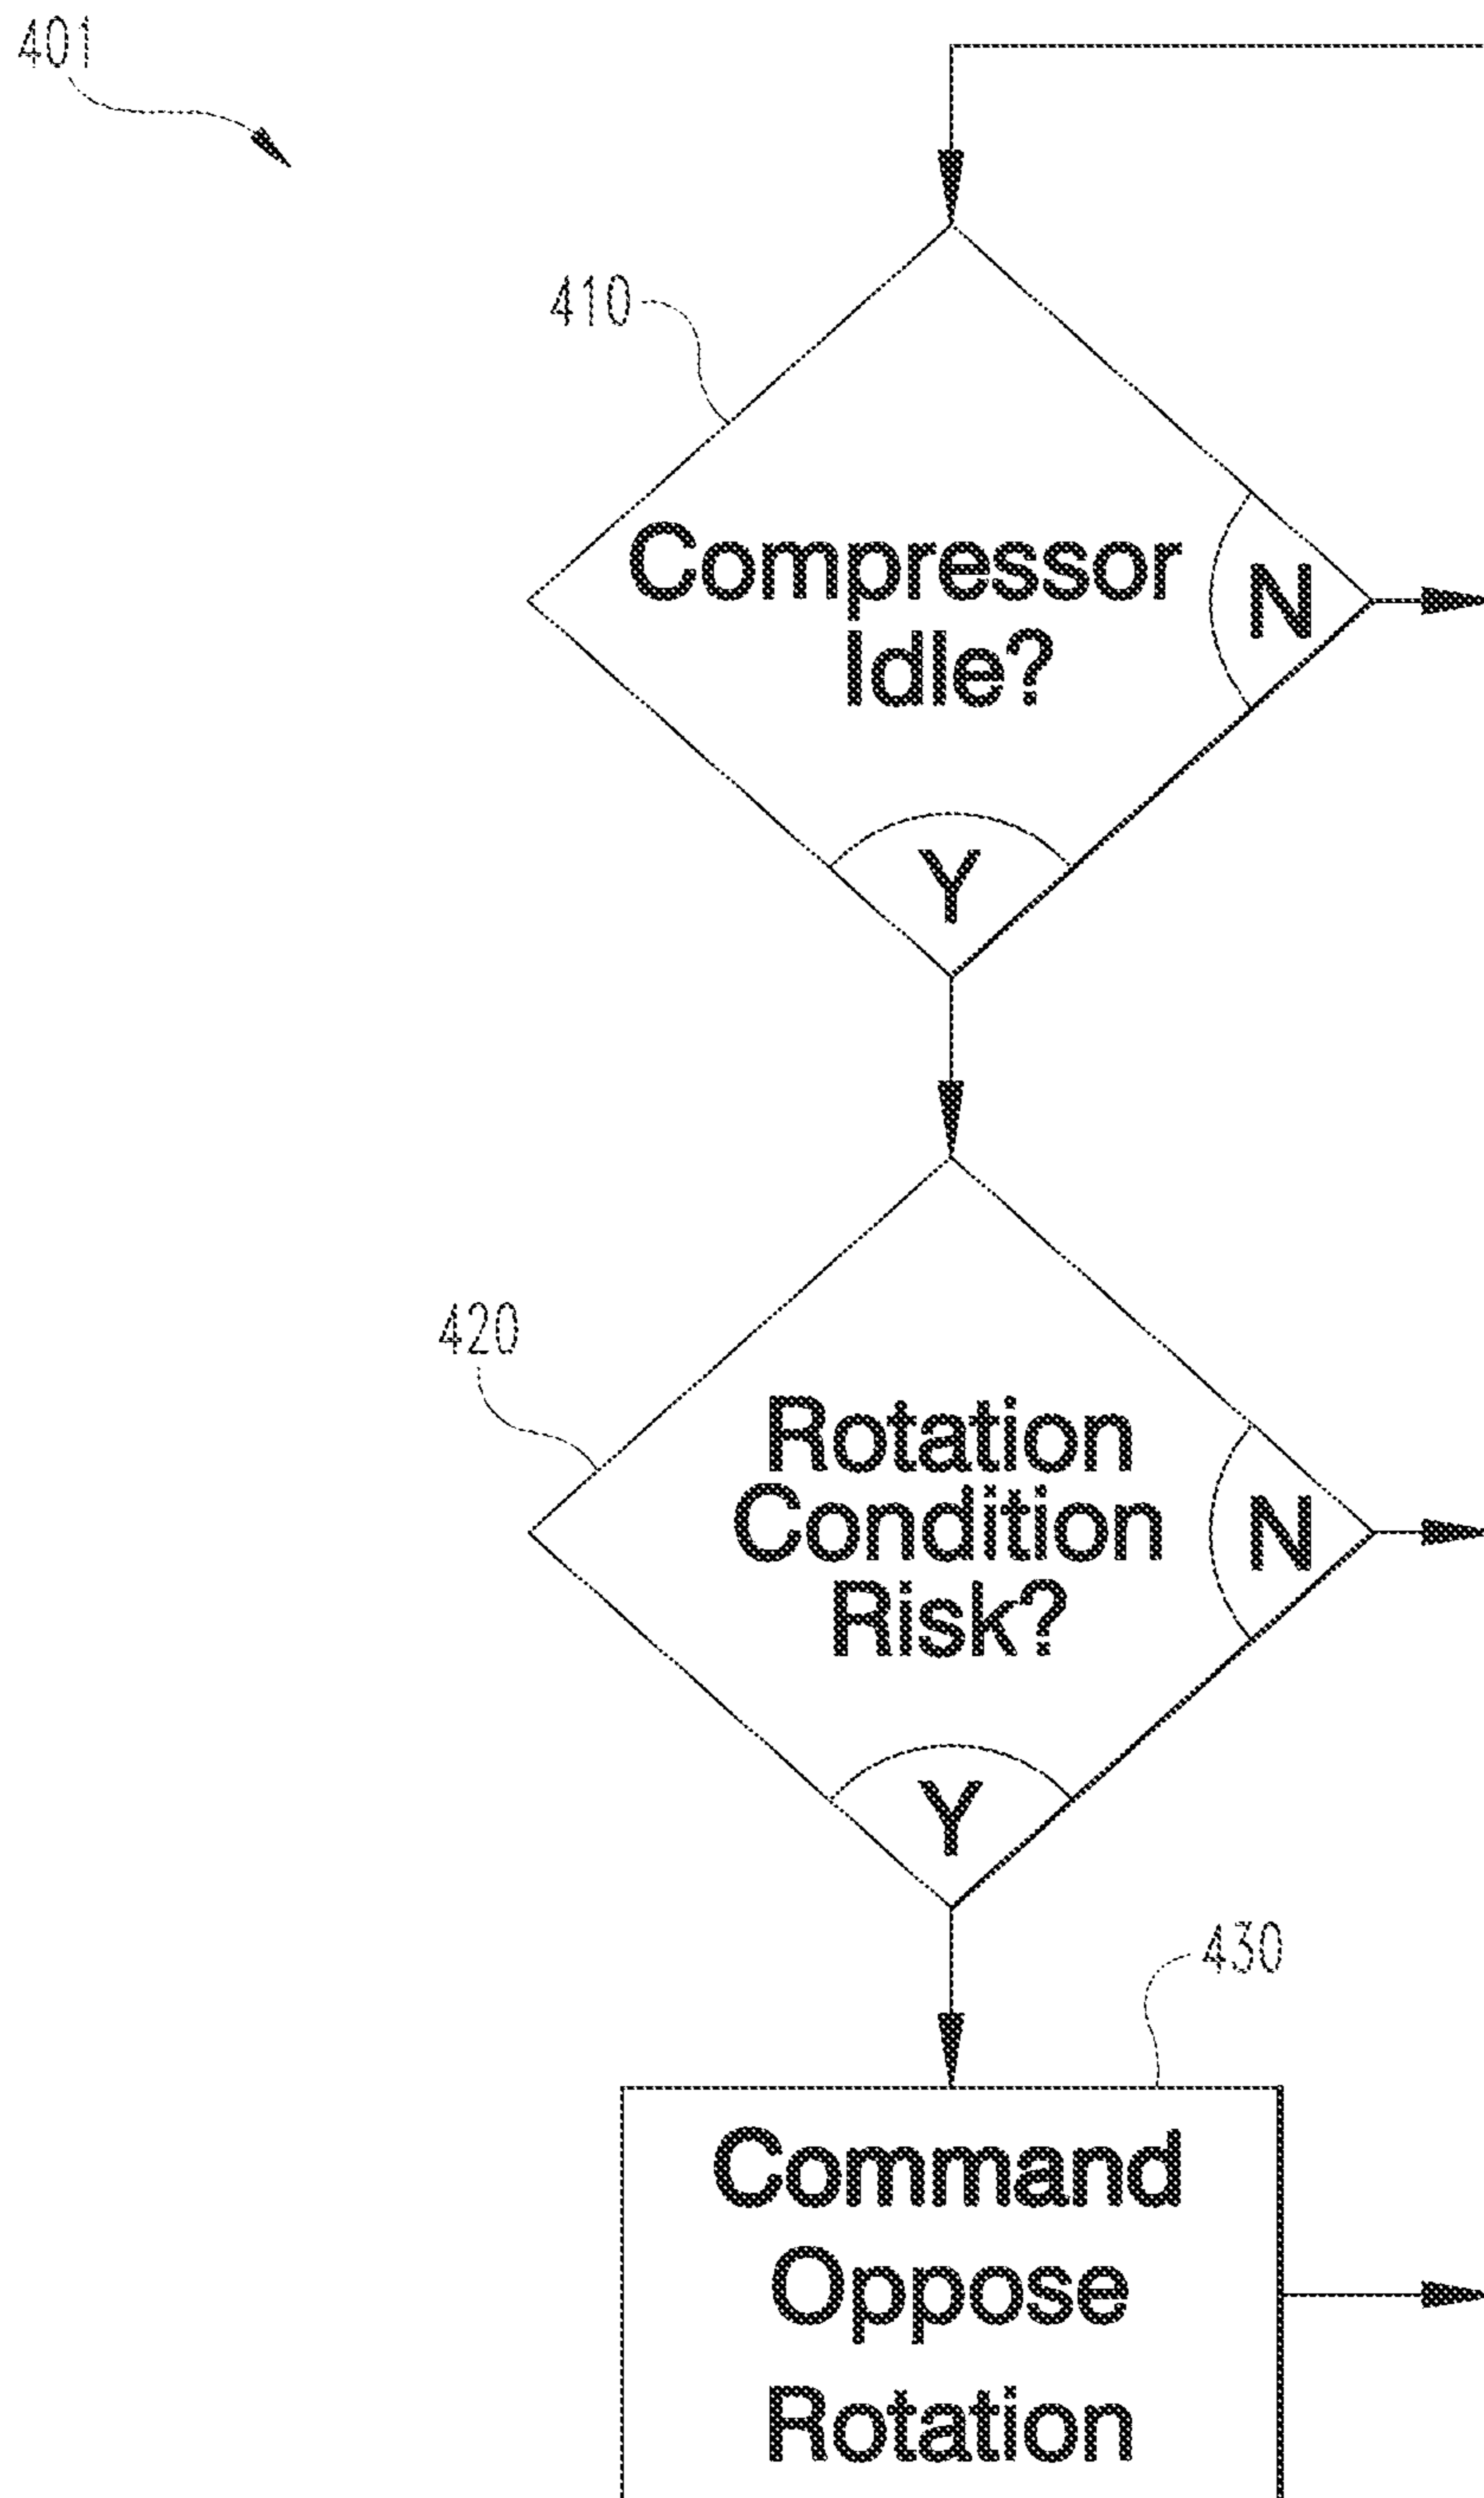 401
410
Compressor
Idle?
N
Y
420
Rotation
Condition
Risk?
N
Y
430
Command
Oppose
Rotation